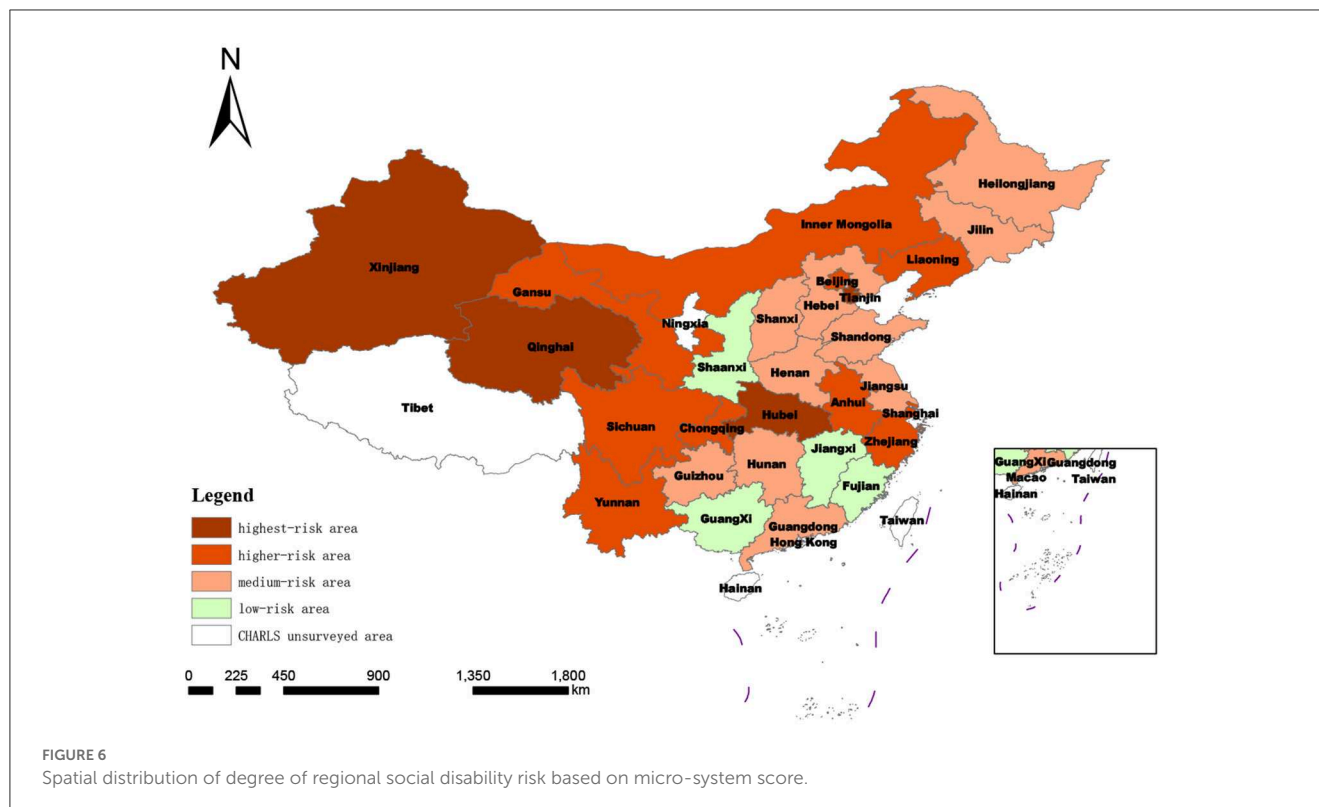 N
Heilongjiang
Jilin
Inner Mongolia
Liaoning
Xinjiang
Gansu
Beijing
Tianjin
Hebei
Ningxia
Shanxi
Shandong
Qinghai
Shaanxi
Henan
Jiangsu
Tibet
Anhui
Shanghai
Hubei
Sichuan
Chongqing
Zhejiang
Jiangxi
Hunan
Guizhou
Fujian
Yunnan
GuangXi
Guangdong
Taiwan
Hong Kong
Hainan
GuangXi
Guangdong
Macao
Taiwan
Hainan
Legend
highest-risk area
higher-risk area
medium-risk area
low-risk area
CHARLS unsurveyed area
0 225 450 900 1,350 1,800
km
FIGURE 6
Spatial distribution of degree of regional social disability risk based on micro-system score.